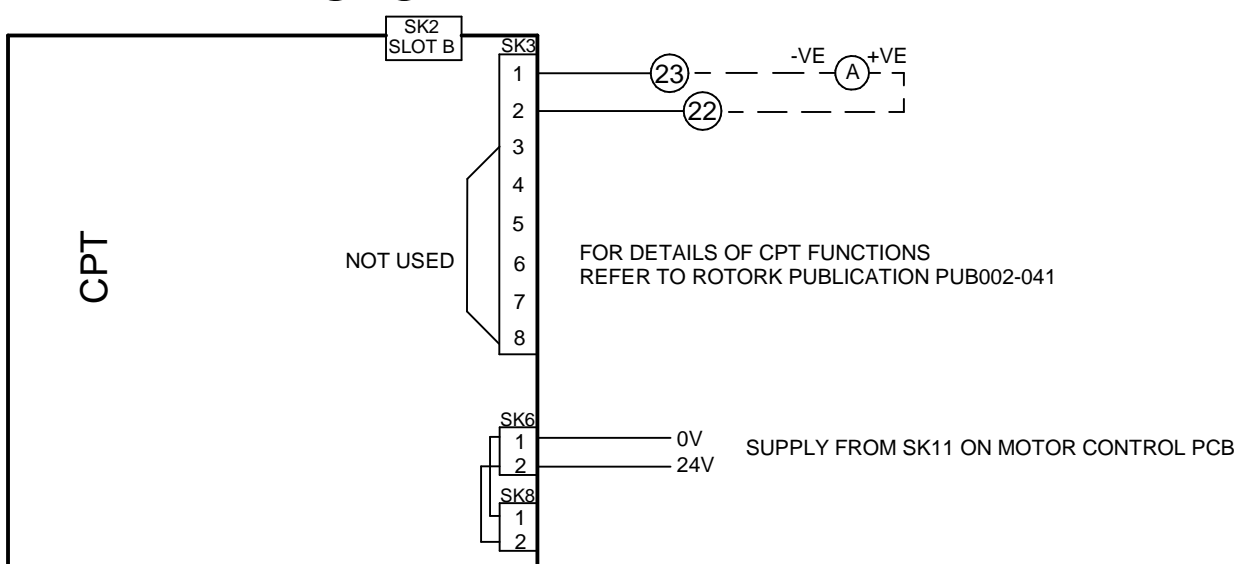 SK2
SLOT B
SK3
1
23
-VE
A
+VE
2
22
3
4
5
6
7
8
NOT USED
CPT
FOR DETAILS OF CPT FUNCTIONS
REFER TO ROTORK PUBLICATION PUB002-041
SK6
1
0V
2
24V
SUPPLY FROM SK11 ON MOTOR CONTROL PCB
SK8
1
2